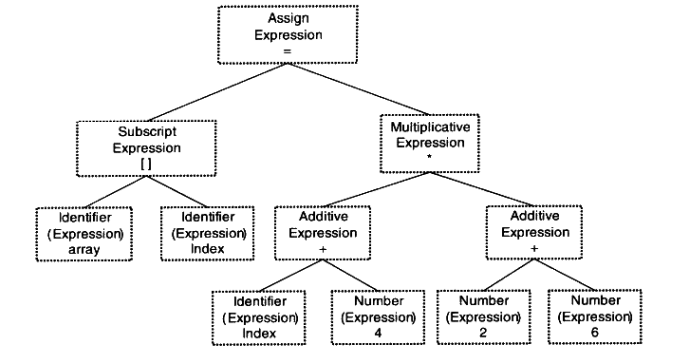 Assign
Expression
=
Subscript
Expression
[ ]
Multiplicative
Expression
*
Identifier
(Expression)
array
Identifier
(Expression)
Index
Additive
Expression
+
Additive
Expression
+
Identifier
(Expression)
Index
Number
(Expression)
4
Number
(Expression)
2
Number
(Expression)
6